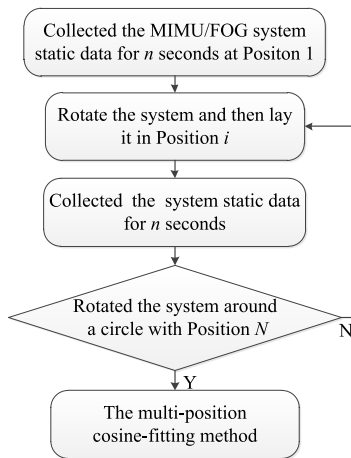 Collected the MIMU/FOG system
static data for n seconds at Positon 1
Rotate the system and then lay
it in Position i
Collected the system static data
for n seconds
Rotated the system around
a circle with Position N
N
Y
The multi-position
cosine-fitting method